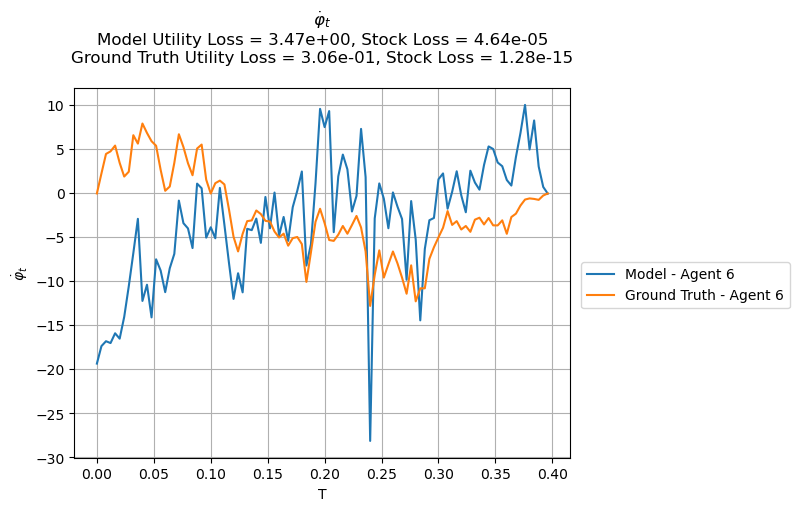 φ̇ₜ
Model Utility Loss = 3.47e+00, Stock Loss = 4.64e-05
Ground Truth Utility Loss = 3.06e-01, Stock Loss = 1.28e-15
10
5
0
−5
−10
−15
−20
−25
−30
φ̇ₜ
0.00 0.05 0.10 0.15 0.20 0.25 0.30 0.35 0.40
T
Model - Agent 6
Ground Truth - Agent 6